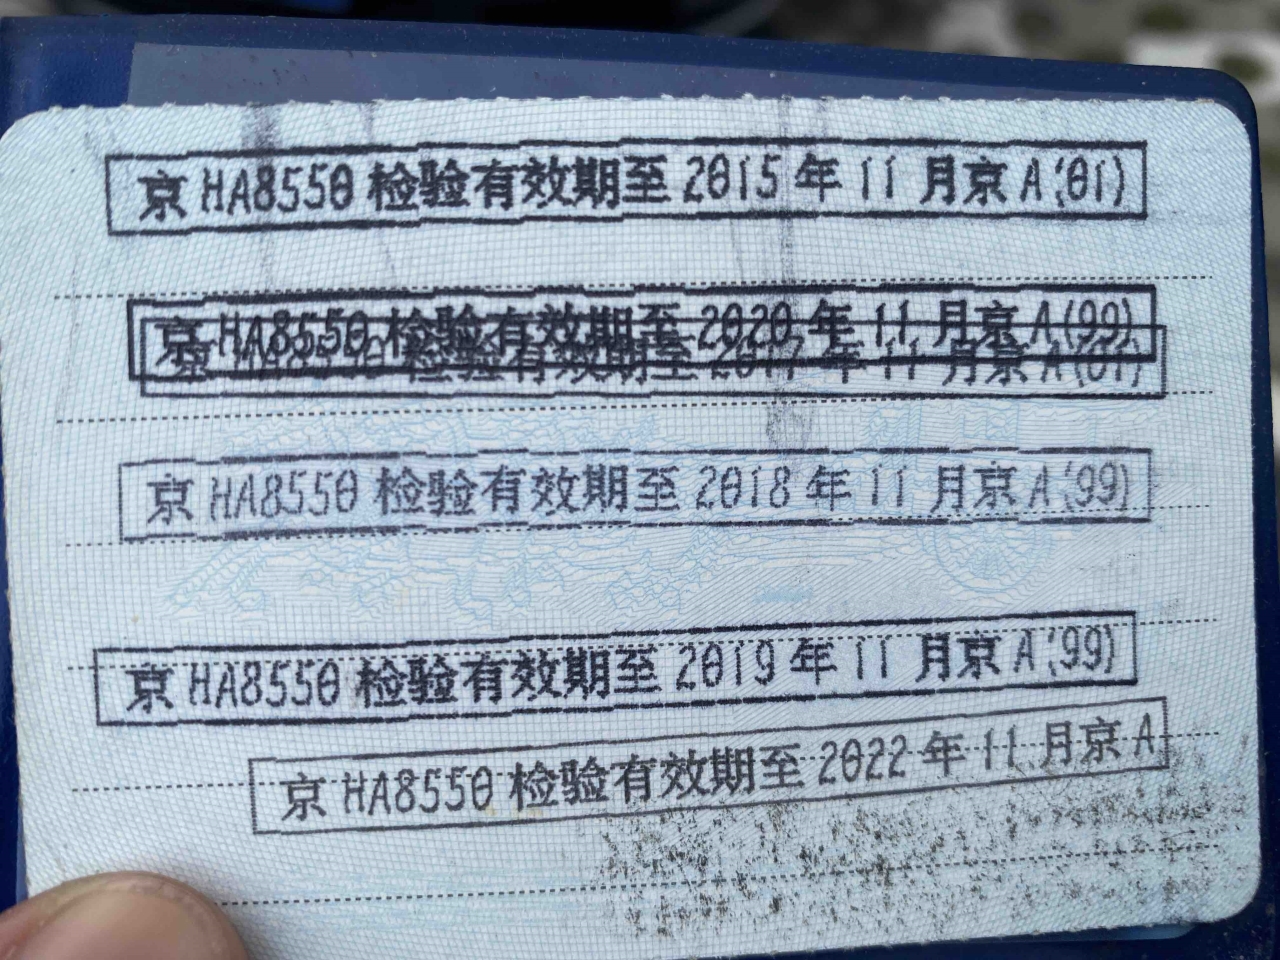 京 HA8550 检验有效期至 2015 年 11 月京 A(01)
京 HA8550 检验有效期至 2020 年 11 月京 A(99)
京 HA8550 检验有效期至 2017 年 11 月京 A(01)
京 HA8550 检验有效期至 2018 年 11 月京 A(99)
京 HA8550 检验有效期至 2019 年 11 月京 A(99)
京 HA8550 检验有效期至 2022 年 11 月京 A